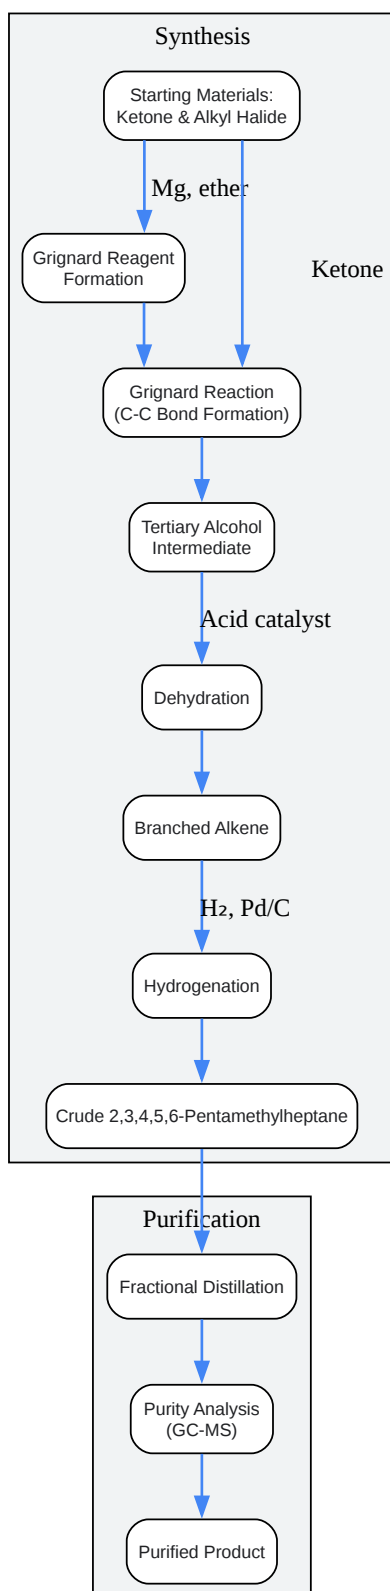 Synthesis
Starting Materials:
Ketone & Alkyl Halide
Mg, ether
Grignard Reagent
Formation
Ketone
Grignard Reaction
(C-C Bond Formation)
Tertiary Alcohol
Intermediate
Acid catalyst
Dehydration
Branched Alkene
H₂, Pd/C
Hydrogenation
Crude 2,3,4,5,6-Pentamethylheptane
Purification
Fractional Distillation
Purity Analysis
(GC-MS)
Purified Product